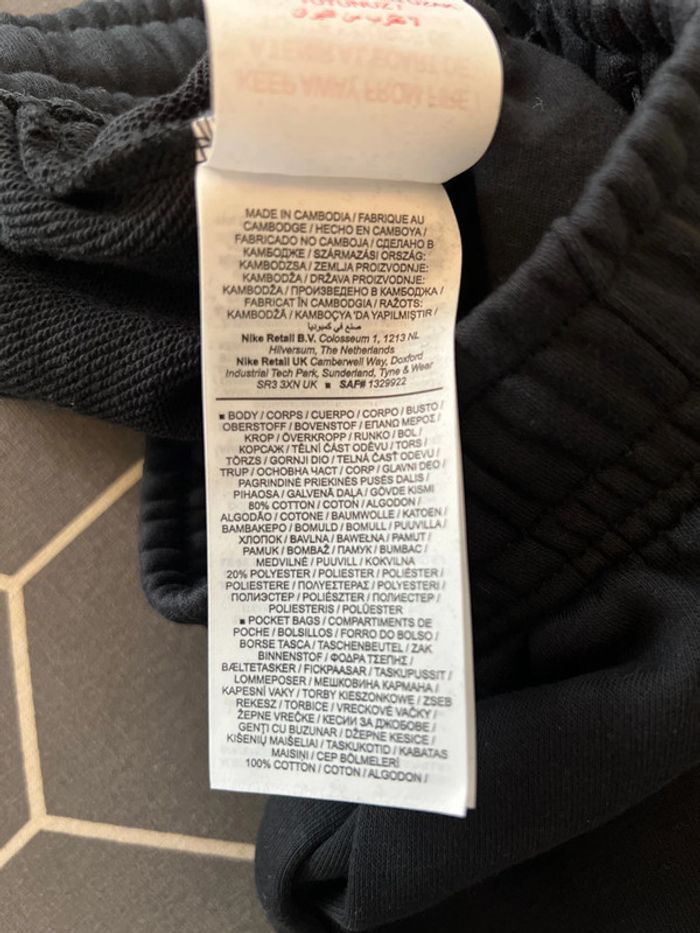 MADE IN CAMBODIA / FABRIQUE AU
CAMBODGE / HECHO EN CAMBOYA /
FABRICADO NO CAMBOJA / СДЕЛАНО В
КАМБОДЖЕ / SZÁRMAZÁSI ORSZÁG:
KAMBODZSA / ZEMLJA PROIZVODNJE:
KAMBODŽA / DRŽAVA PROIZVODNJE:
KAMBODŽA / ПРОИЗВЕДЕНО В КАМБОДЖА /
FABRICAT ÎN CAMBODGIA / RAŽOTS:
KAMBODŽĀ / KAMBOÇYA 'DA YAPILMIŞTIR /
صنع في كمبوديا
Nike Retail B.V. Colosseum 1, 1213 NL
Hilversum, The Netherlands
Nike Retail UK Camberwell Way, Doxford
Industrial Tech Park, Sunderland, Tyne & Wear
SR3 3XN UK ■ SAF# 1329922
■ BODY / CORPS / CUERPO / CORPO / BUSTO /
OBERSTOFF / BOVENSTOF / ΕΠΑΝΩ ΜΕΡΟΣ /
KROP / ÖVERKROPP / RUNKO / BOL /
КОРСАЖ / TĚLNÍ ČÁST ODĚVU / TORS /
TÖRZS / GORNJI DIO / TELNÁ ČASŤ ODEVU /
TRUP / ОСНОВНА ЧАСТ / CORP / GLAVNI DEO /
PAGRINDINĖ PRIEKINĖS PUSĖS DALIS /
PIHAOSA / GALVENĀ DAĻA / GÖVDE KISMI
80% COTTON / COTON / ALGODON /
ALGODÃO / COTONE / BAUMWOLLE / KATOEN /
ΒΑΜΒΑΚΕΡΟ / BOMULD / BOMULL / PUUVILLA /
ХЛОПОК / BAVLNA / BAWEŁNA / PAMUT /
PAMUK / BOMBAŽ / ПАМУК / BUMBAC /
MEDVILNĖ / PUUVILL / KOKVILNA
20% POLYESTER / POLIESTER / POLIÉSTER /
POLIESTERE / ΠΟΛΥΕΣΤΕΡΑΣ / POLYESTERI /
ПОЛИЭСТЕР / POLIÉSZTER / ПОЛИЕСТЕР /
POLIESTERIS / POLÜESTER
■ POCKET BAGS / COMPARTIMENTS DE
POCHE / BOLSILLOS / FORRO DO BOLSO /
BORSE TASCA / TASCHENBEUTEL / ZAK
BINNENSTOF / ΦΟΔΡΑ ΤΣΕΠΗΣ /
BÆLTETASKER / FICKPÅSAR / TASKUPUSSIT /
LOMMEPOSER / МЕШКОВИНА КАРМАНА /
KAPESNÍ VAKY / TORBY KIESZONKOWE / ZSEB
REKESZ / TORBICE / VRECKOVÉ VAČKY /
ŽEPNE VREČKE / КЕСИИ ЗА ДЖОБОВЕ /
GENȚI CU BUZUNAR / DŽEPNE KESICE /
KIŠENIŲ MAIŠELIAI / TASKUKOTID / KABATAS
MAISIŅI / CEP BÖLMELERİ
100% COTTON / COTON / ALGODON /